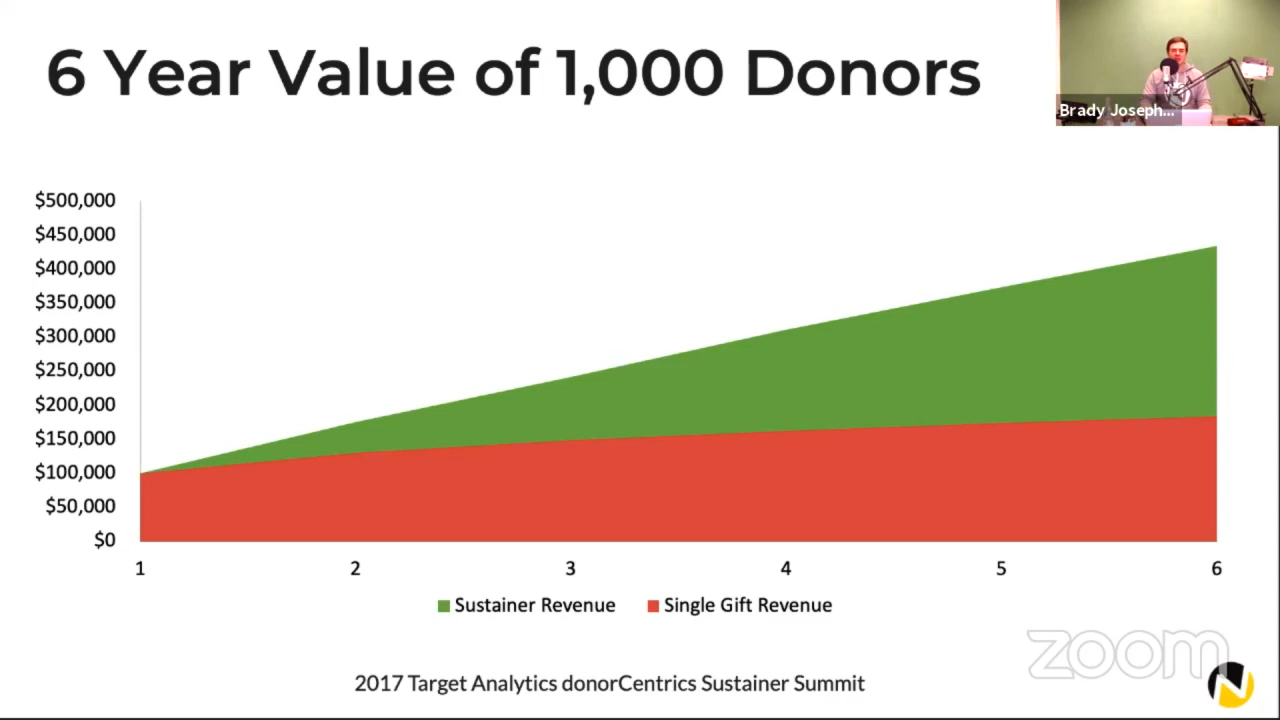 6 Year Value of 1,000 Donors
Brady Joseph...
$500,000
$450,000
$400,000
$350,000
$300,000
$250,000
$200,000
$150,000
$100,000
$50,000
$0
1 2 3 4 5 6
Sustainer Revenue Single Gift Revenue
zoom
2017 Target Analytics donorCentrics Sustainer Summit
N